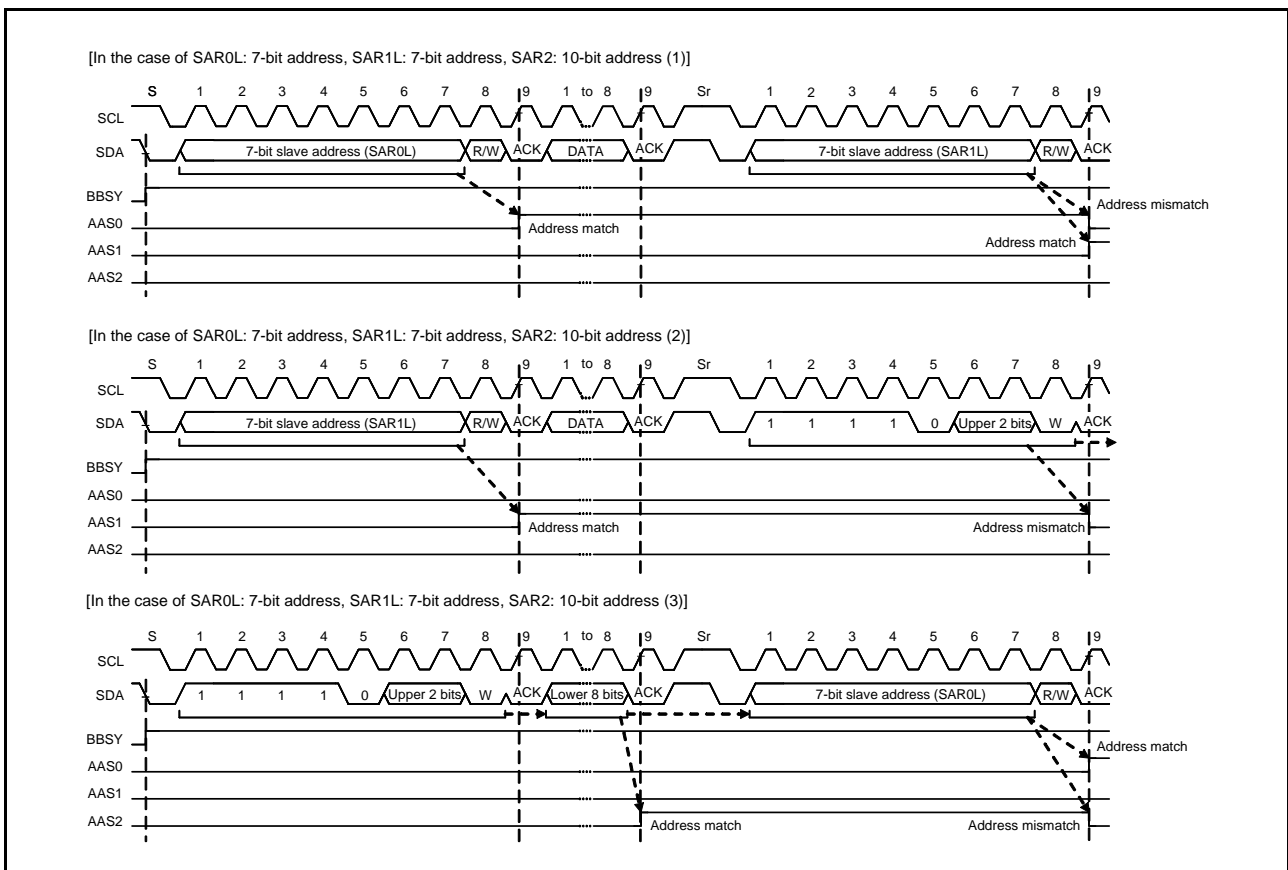 [In the case of SAR0L: 7-bit address, SAR1L: 7-bit address, SAR2: 10-bit address (1)]
S 1 2 3 4 5 6 7 8 9 1 to 8 9 Sr 1 2 3 4 5 6 7 8 9
SCL
SDA 7-bit slave address (SAR0L) R/W ACK DATA ACK 7-bit slave address (SAR1L) R/W ACK
BBSY
Address mismatch
AAS0 Address match
Address match
AAS1
AAS2
[In the case of SAR0L: 7-bit address, SAR1L: 7-bit address, SAR2: 10-bit address (2)]
S 1 2 3 4 5 6 7 8 9 1 to 8 9 Sr 1 2 3 4 5 6 7 8 9
SCL
SDA 7-bit slave address (SAR1L) R/W ACK DATA ACK 1 1 1 1 0 Upper 2 bits W ACK
BBSY
AAS0
AAS1 Address match Address mismatch
AAS2
[In the case of SAR0L: 7-bit address, SAR1L: 7-bit address, SAR2: 10-bit address (3)]
S 1 2 3 4 5 6 7 8 9 1 to 8 9 Sr 1 2 3 4 5 6 7 8 9
SCL
SDA 1 1 1 1 0 Upper 2 bits W ACK Lower 8 bits ACK 7-bit slave address (SAR0L) R/W ACK
BBSY
Address match
AAS0
AAS1
AAS2 Address match Address mismatch